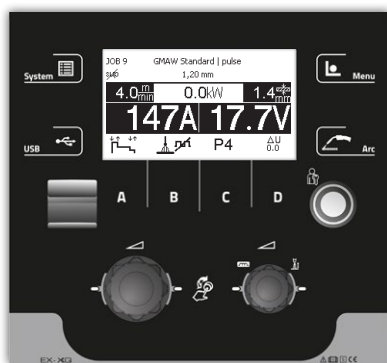 JOB 9 GMAW Standard | pulse
1,20 mm
4.0 m/min 0.0kW 1.4 mm
147A 17.7V
P4 ΔU 0.0
System
Menu
USB
Arc
A B C D
EX-XQ